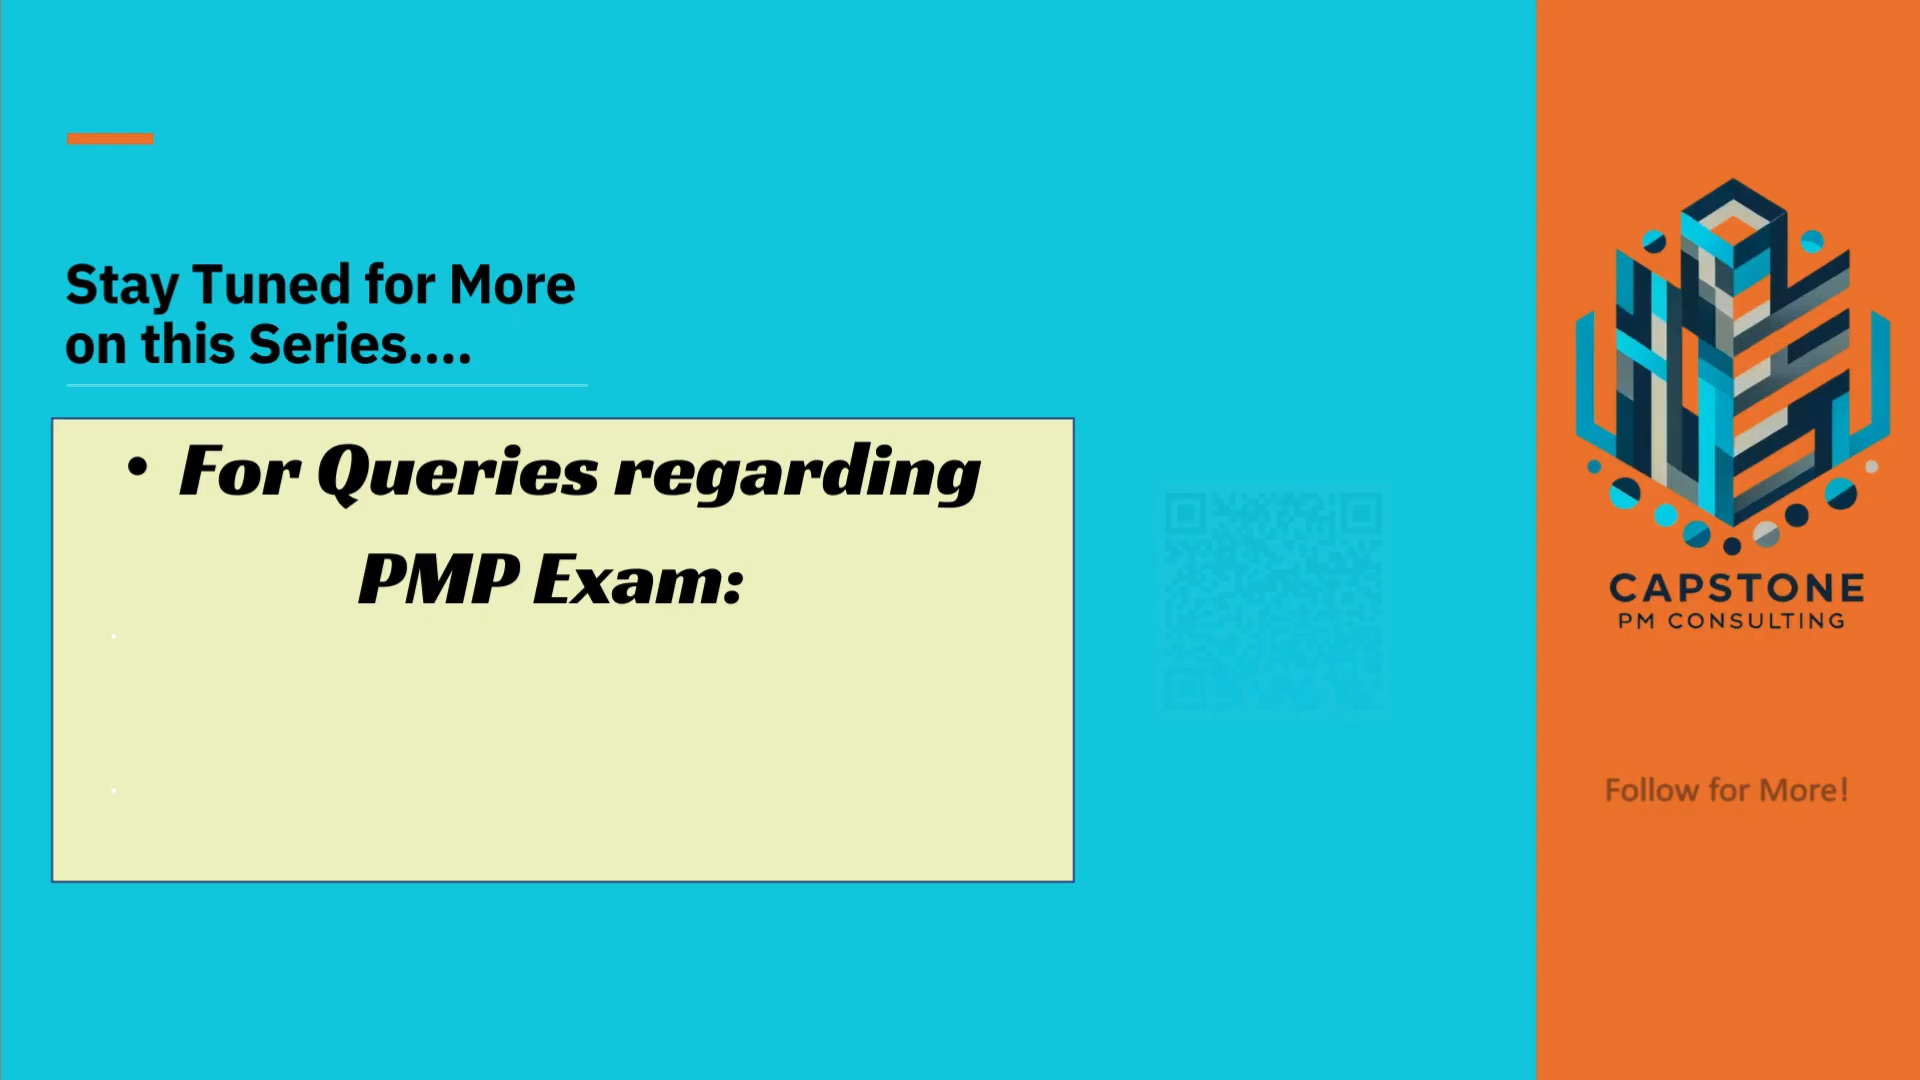 Stay Tuned for More
on this Series....
• For Queries regarding
PMP Exam:
CAPSTONE
PM CONSULTING
Follow for More!